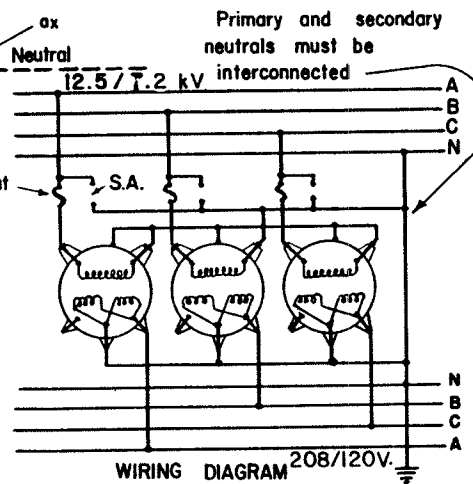 ax
Primary and secondary
neutrals must be
interconnected
Neutral
12.5/7.2 kV
A
B
C
N
S.A.
N
B
C
A
208/120V.
WIRING DIAGRAM